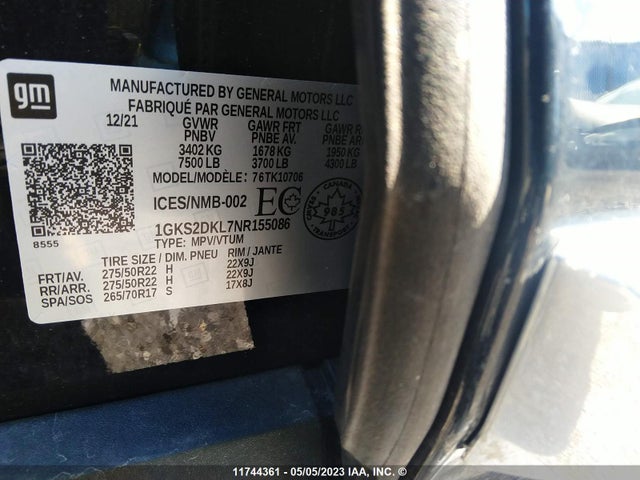 gm
MANUFACTURED BY GENERAL MOTORS LLC
FABRIQUÉ PAR GENERAL MOTORS LLC
12/21 GVWR GAWR FRT GAWR R
PNBV PNBE AV. PNBE AR
3402 KG 1678 KG 1950 KG
7500 LB 3700 LB 4300 LB
MODEL/MODÈLE: 76TK10706
ICES/NMB-002 EC CANADA 985
8555 1GKS2DKL7NR155086
TYPE: MPV/VTUM
TIRE SIZE / DIM. PNEU RIM / JANTE
FRT/AV. 275/50R22 H 22X9J
RR/ARR. 275/50R22 H 22X9J
SPA/SOS 265/70R17 S 17X8J
11744361 - 05/05/2023 IAA, INC. ©